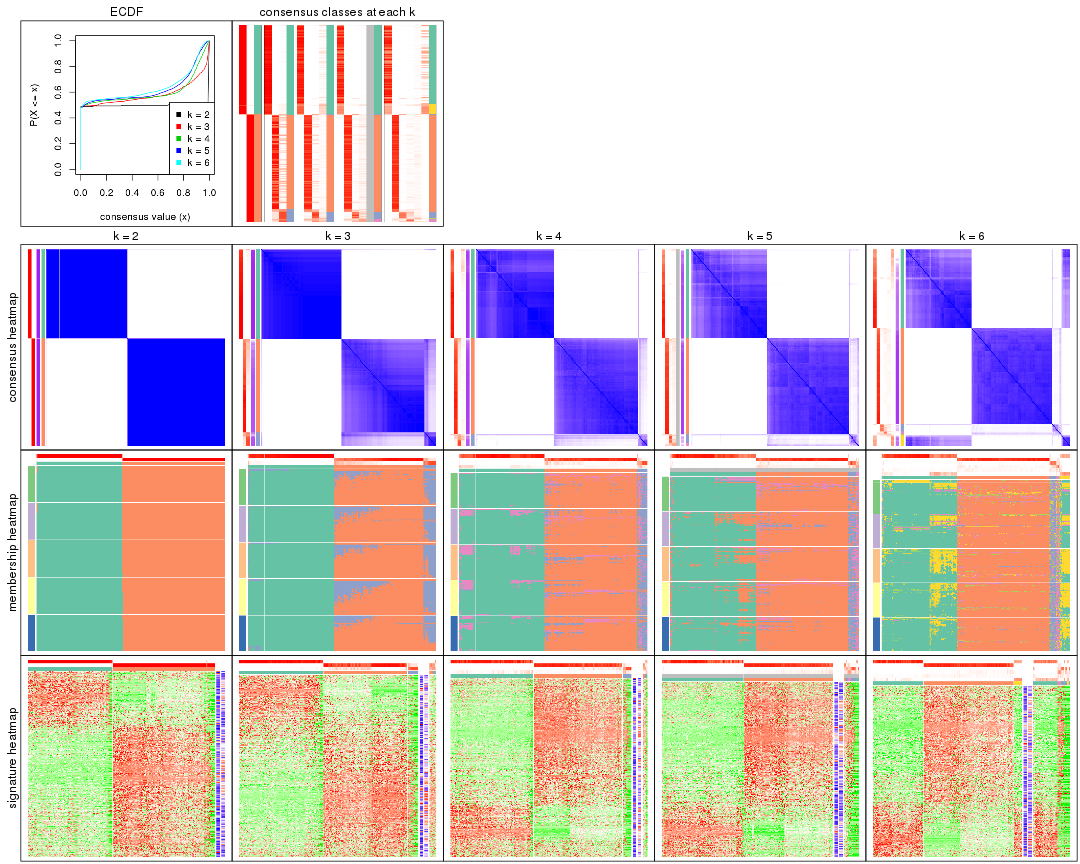 ECDF
consensus classes at each k
P(X <= x)
0.0
0.2
0.4
0.6
0.8
1.0
k = 2
k = 3
k = 4
k = 5
k = 6
0.0 0.2 0.4 0.6 0.8 1.0
consensus value (x)
k = 2
k = 3
k = 4
k = 5
k = 6
consensus heatmap
membership heatmap
signature heatmap